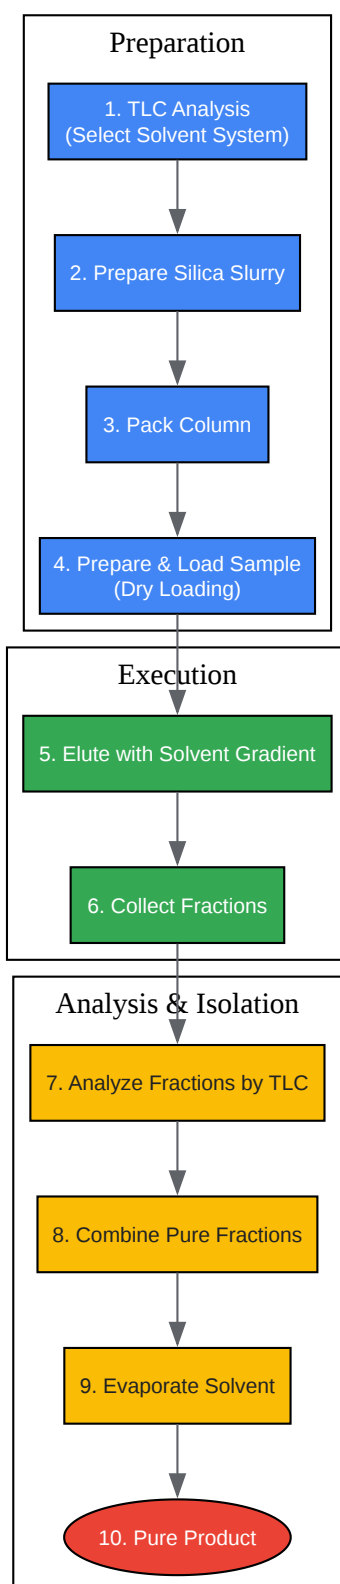 Preparation
1. TLC Analysis
(Select Solvent System)
2. Prepare Silica Slurry
3. Pack Column
4. Prepare & Load Sample
(Dry Loading)
Execution
5. Elute with Solvent Gradient
6. Collect Fractions
Analysis & Isolation
7. Analyze Fractions by TLC
8. Combine Pure Fractions
9. Evaporate Solvent
10. Pure Product